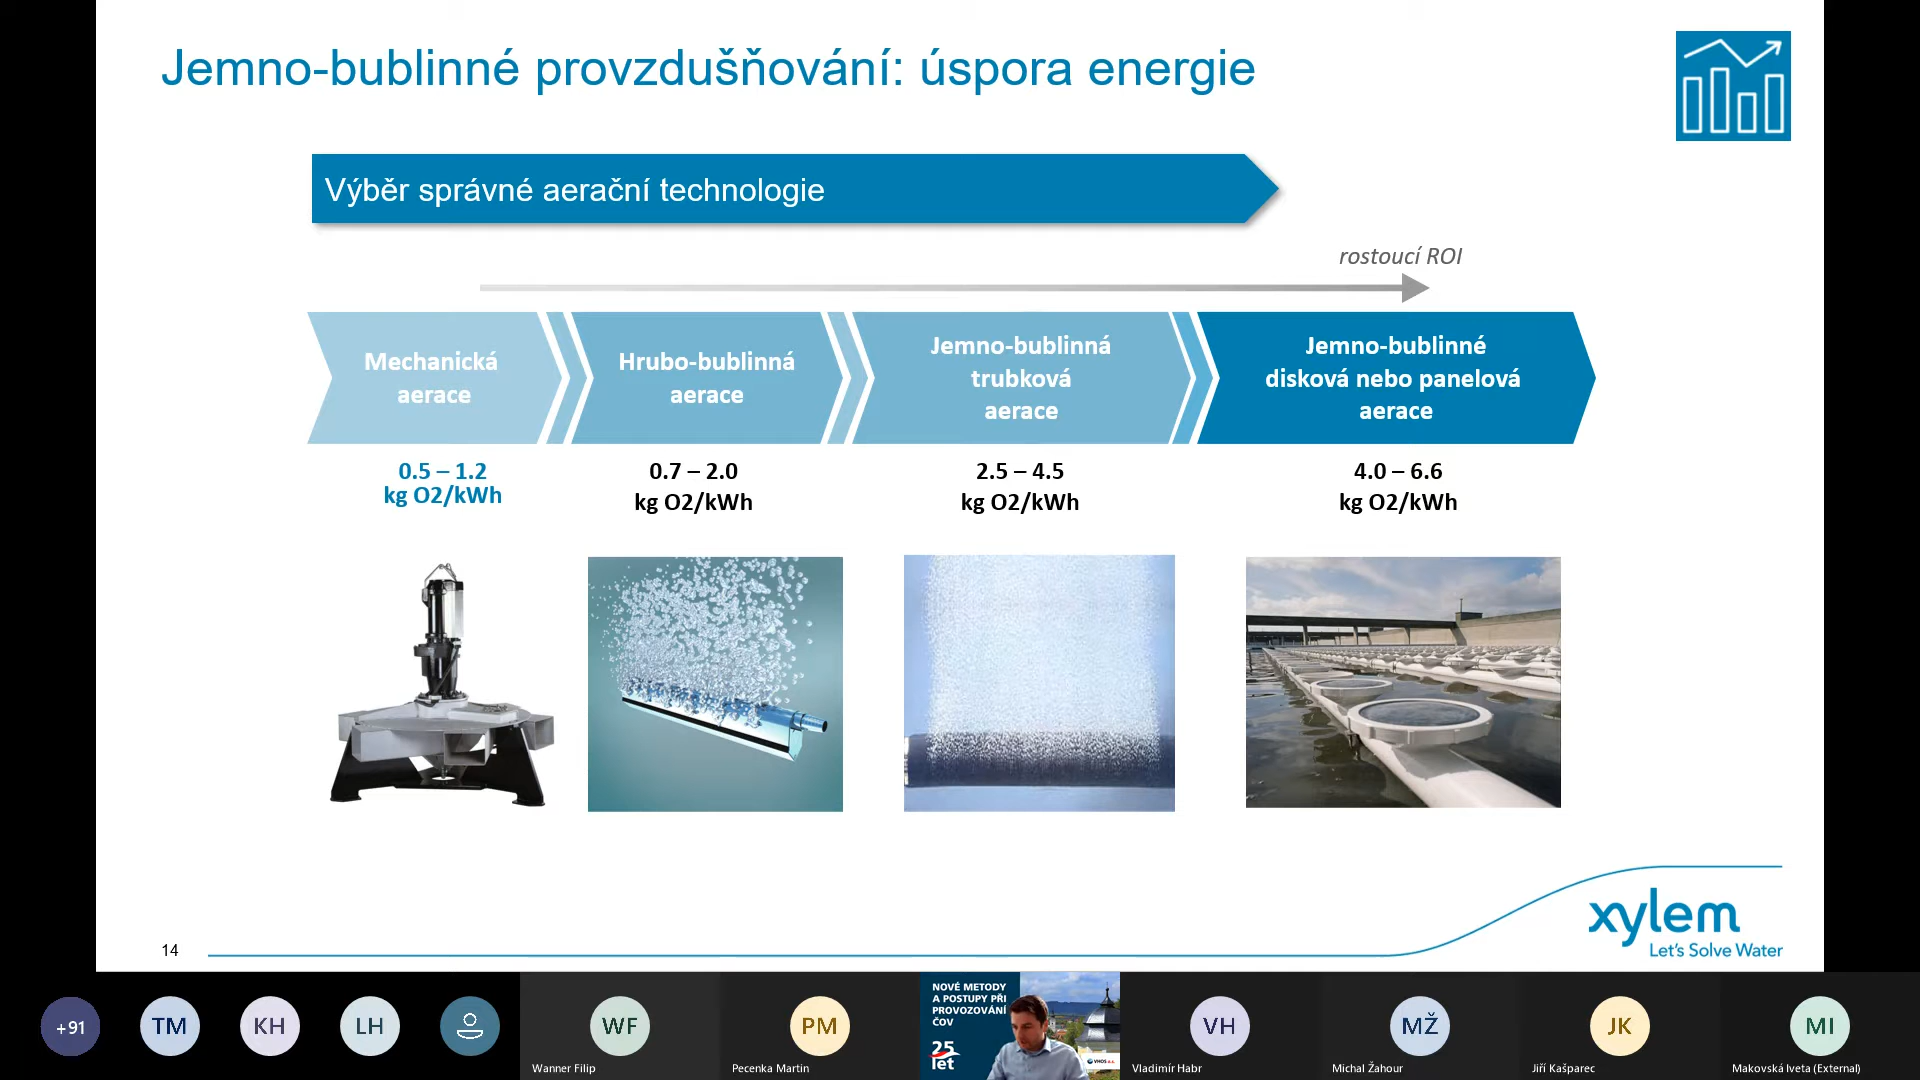 Jemno-bublinné provzdušňování: úspora energie
Výběr správné aerační technologie
rostoucí ROI
Mechanická
aerace
Hrubo-bublinná
aerace
Jemno-bublinná
trubková
aerace
Jemno-bublinné
disková nebo panelová
aerace
0.5 – 1.2
kg O2/kWh
0.7 – 2.0
kg O2/kWh
2.5 – 4.5
kg O2/kWh
4.0 – 6.6
kg O2/kWh
xylem
Let's Solve Water
14
+91
TM
KH
LH
WF
Wanner Filip
PM
Pecenka Martin
NOVÉ METODY
A POSTUPY PŘI
PROVOZOVÁNÍ
ČOV
25
let
VHOS a.s.
VH
Vladimír Habr
MŽ
Michal Žahour
JK
Jiří Kašparec
MI
Makovská Iveta (External)